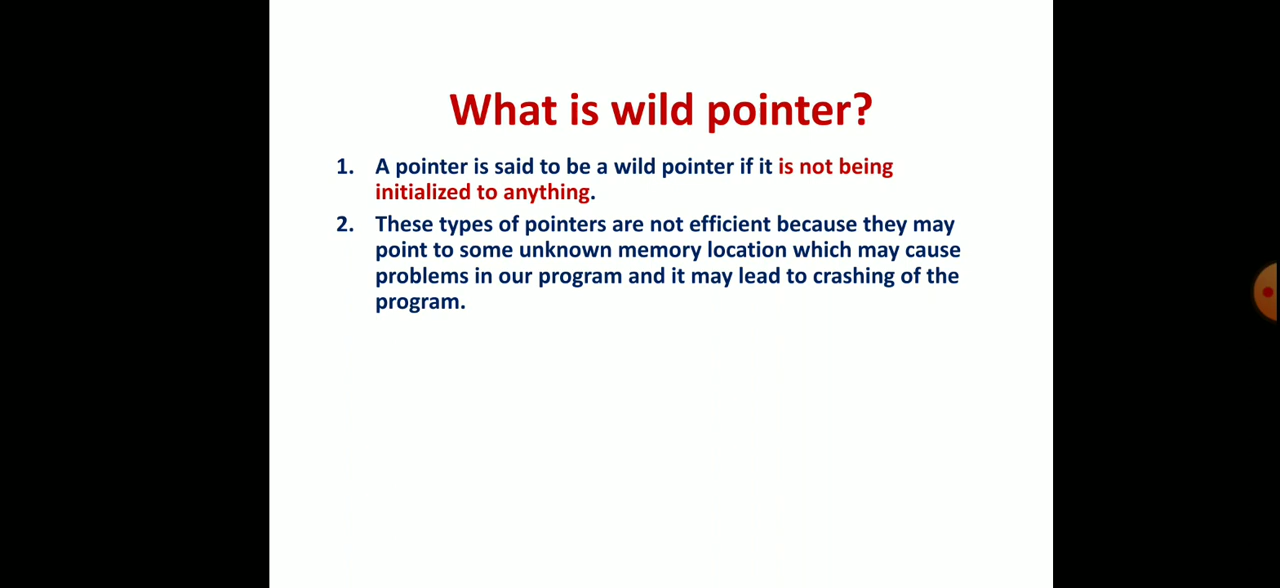 What is wild pointer?
1. A pointer is said to be a wild pointer if it is not being
initialized to anything.
2. These types of pointers are not efficient because they may
point to some unknown memory location which may cause
problems in our program and it may lead to crashing of the
program.